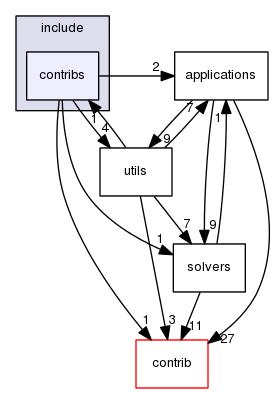 include
contribs
2
applications
1
4
7
9
utils
7
1
9
1
solvers
1
3
11
27
contrib